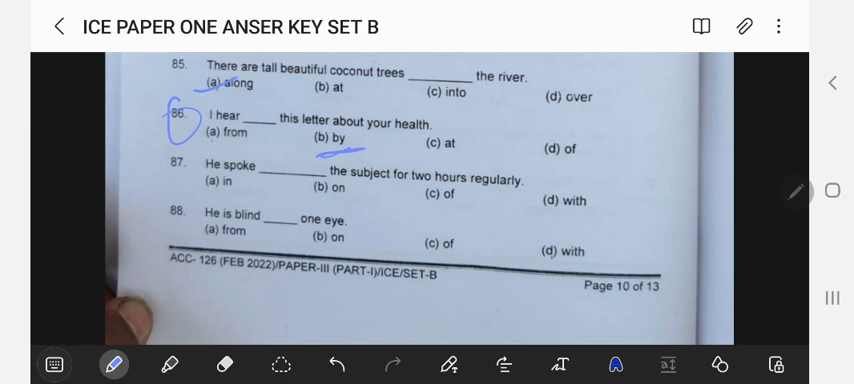 ICE PAPER ONE ANSER KEY SET B
85. There are tall beautiful coconut trees ________ the river.
(a) along (b) at (c) into (d) over
86. I hear _____ this letter about your health.
(a) from (b) by (c) at (d) of
87. He spoke __________ the subject for two hours regularly.
(a) in (b) on (c) of (d) with
88. He is blind _____ one eye.
(a) from (b) on (c) of (d) with
ACC- 126 (FEB 2022)/PAPER-III (PART-I)/ICE/SET-B
Page 10 of 13